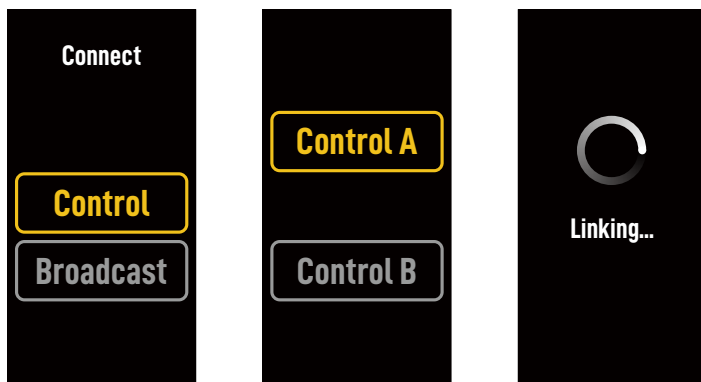 Connect
Control
Broadcast
Control A
Control B
Linking...